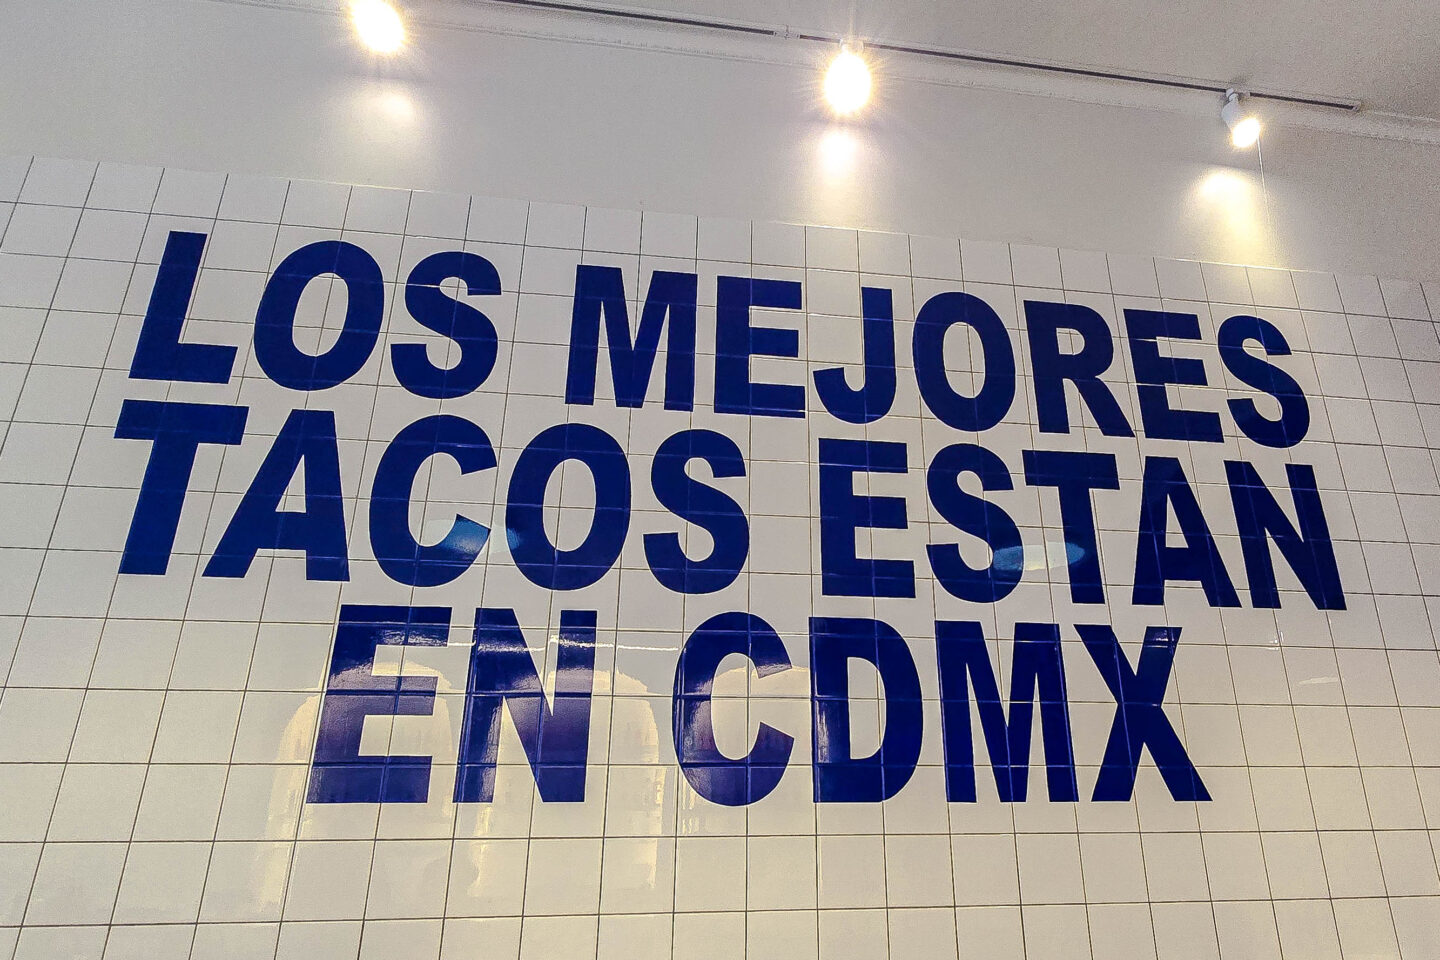 LOS MEJORES
TACOS ESTAN
EN CDMX